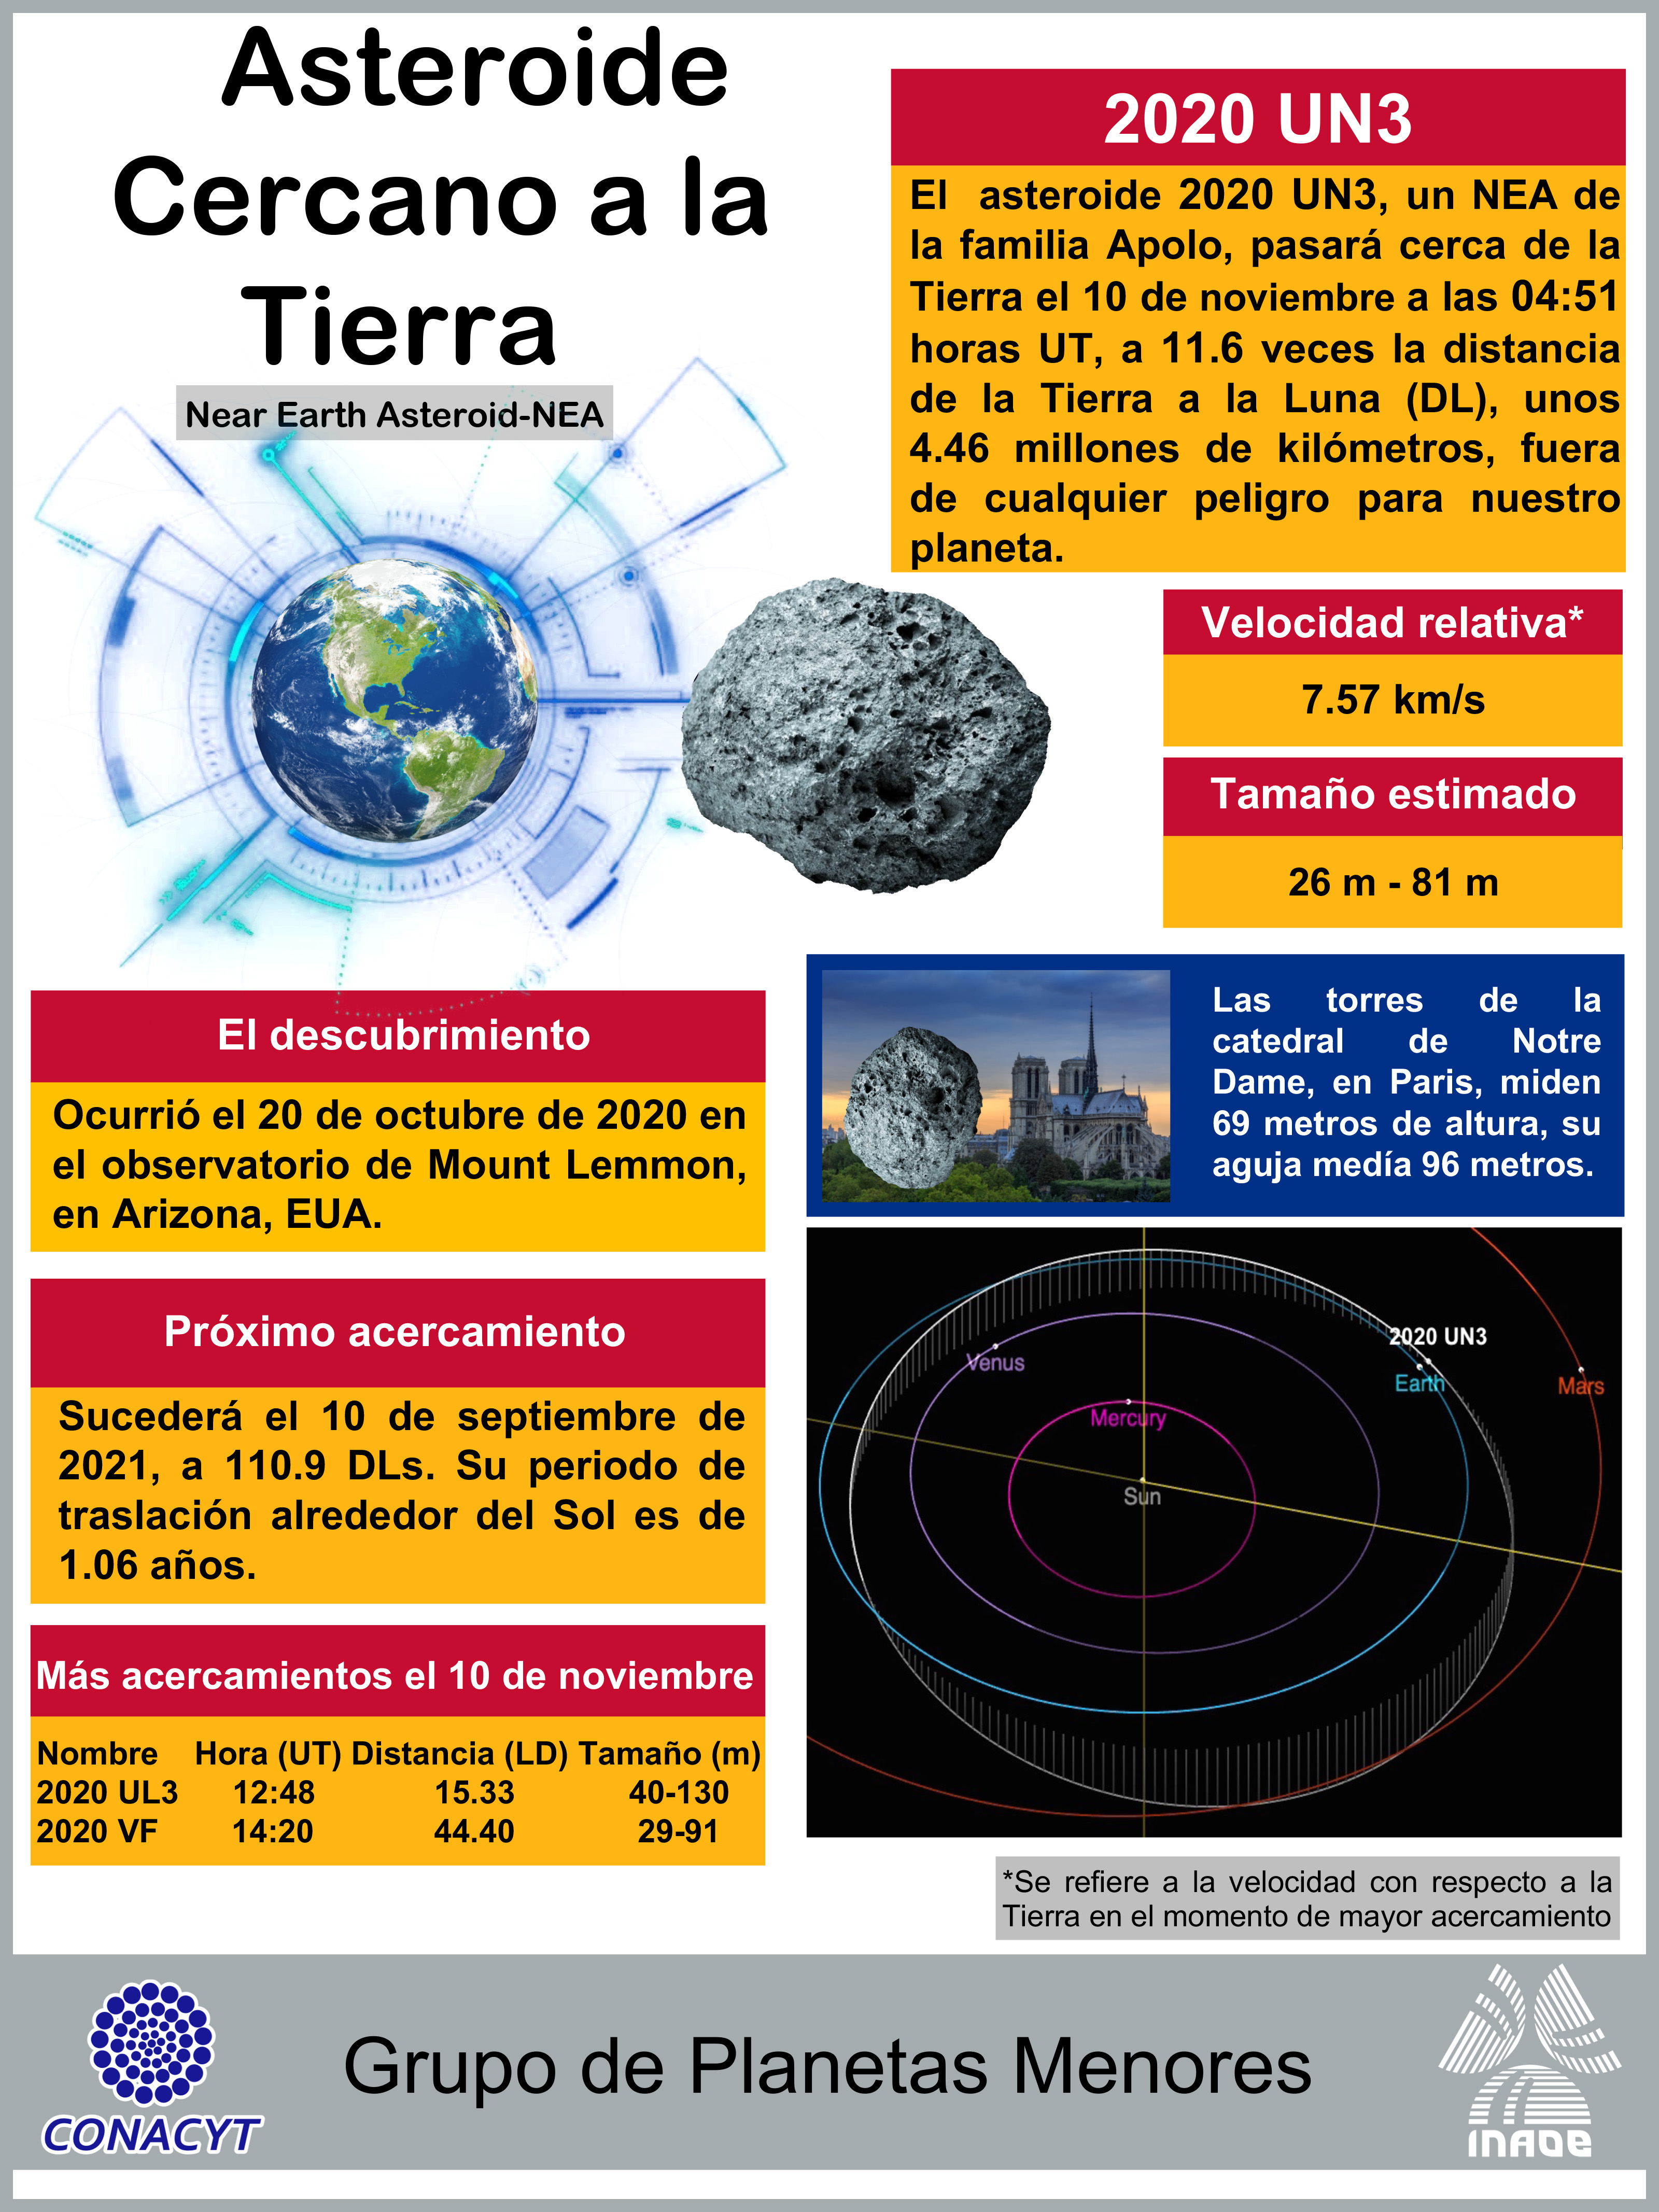 Asteroide
Cercano a la
Tierra
Near Earth Asteroid-NEA
2020 UN3
El asteroide 2020 UN3, un NEA de
la familia Apolo, pasará cerca de la
Tierra el 10 de noviembre a las 04:51
horas UT, a 11.6 veces la distancia
de la Tierra a la Luna (DL), unos
4.46 millones de kilómetros, fuera
de cualquier peligro para nuestro
planeta.
Velocidad relativa*
7.57 km/s
Tamaño estimado
26 m - 81 m
Las torres de la
catedral de Notre
Dame, en Paris, miden
69 metros de altura, su
aguja medía 96 metros.
El descubrimiento
Ocurrió el 20 de octubre de 2020 en
el observatorio de Mount Lemmon,
en Arizona, EUA.
Próximo acercamiento
Sucederá el 10 de septiembre de
2021, a 110.9 DLs. Su periodo de
traslación alrededor del Sol es de
1.06 años.
Más acercamientos el 10 de noviembre
Nombre Hora (UT) Distancia (LD) Tamaño (m)
2020 UL3 12:48 15.33 40-130
2020 VF 14:20 44.40 29-91
2020 UN3
Venus
Earth
Mars
Mercury
Sun
*Se refiere a la velocidad con respecto a la
Tierra en el momento de mayor acercamiento
CONACYT
Grupo de Planetas Menores
INAOE